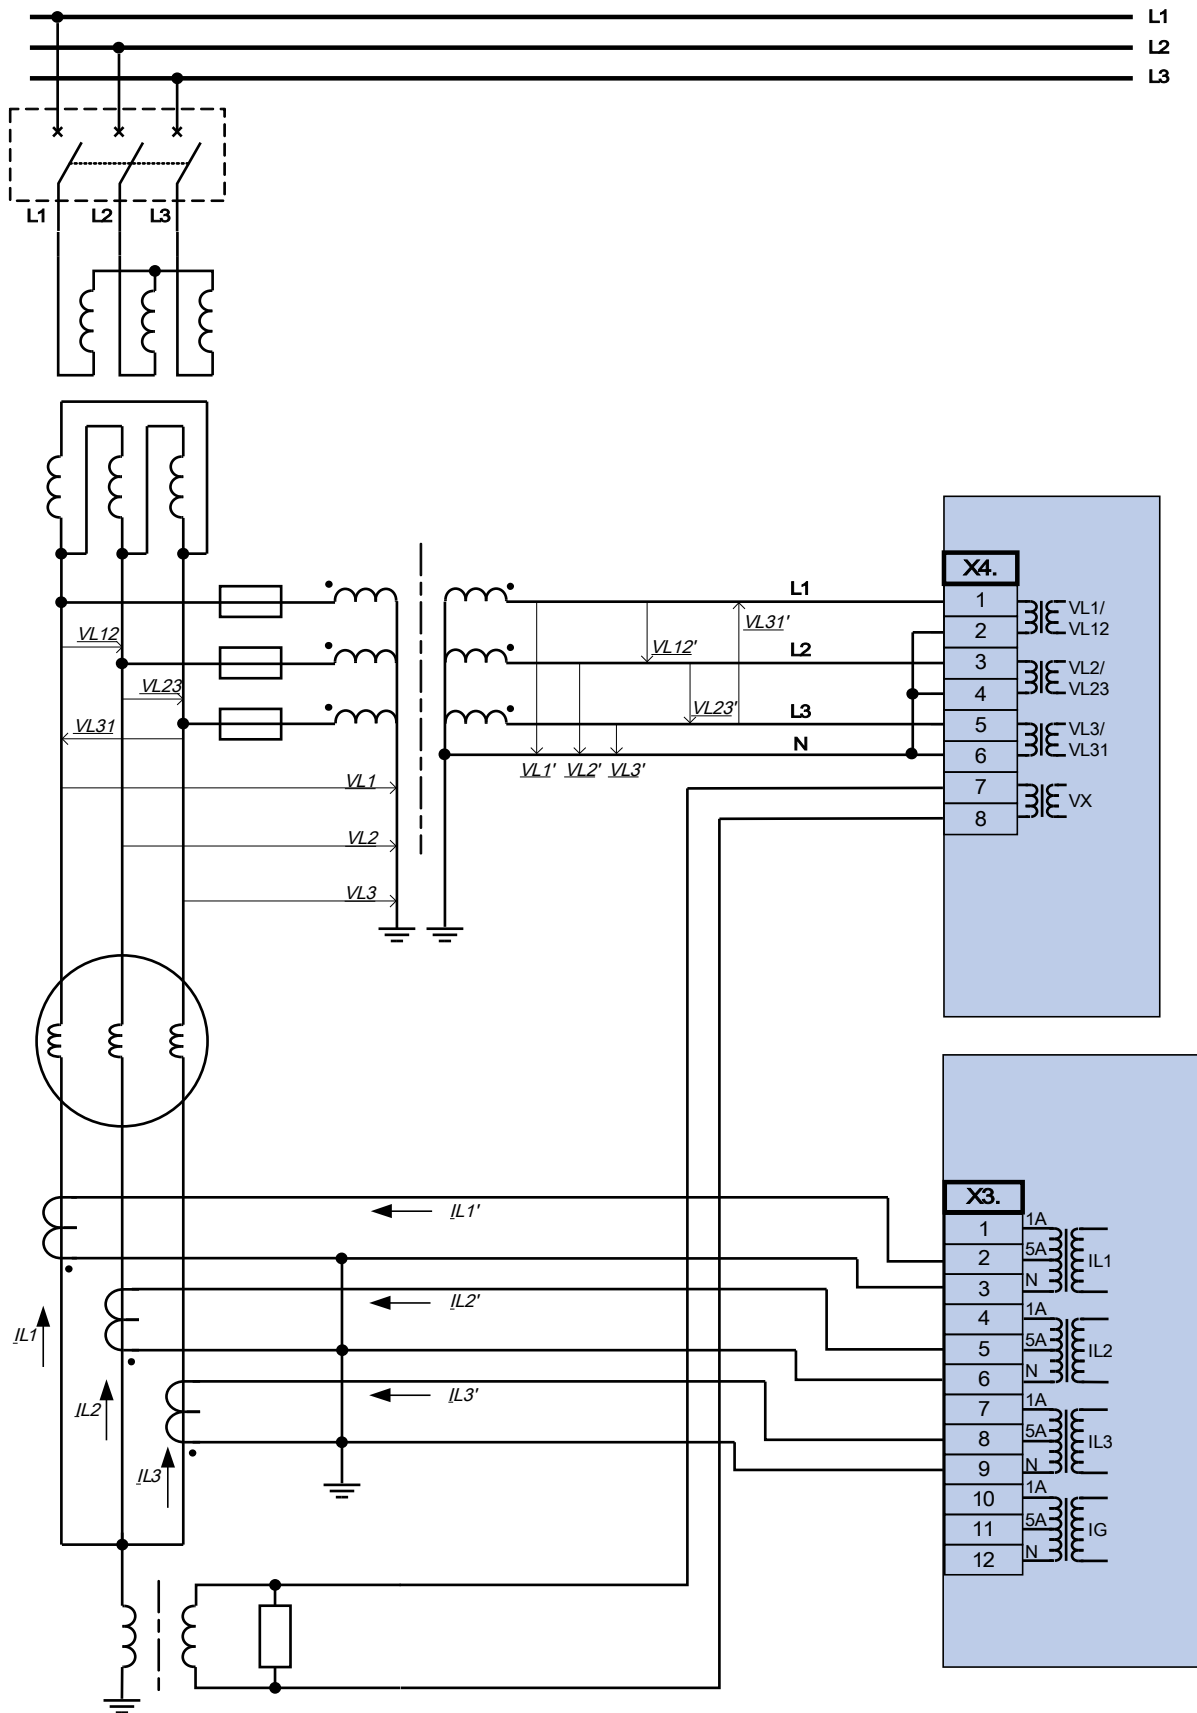 L1
L2
L3
L1 L2 L3
X4.
L1
L2
L3
N
VL12
VL23
VL31
VL1
VL2
VL3
VL12'
VL31'
VL23'
VL1' VL2' VL3'
1
2
3
4
5
6
7
8
VL1/
VL12
VL2/
VL23
VL3/
VL31
VX
X3.
1
2
3
4
5
6
7
8
9
10
11
12
1A
5A
N
IL1
1A
5A
N
IL2
1A
5A
N
IL3
1A
5A
N
IG
IL1'
IL2'
IL3'
IL1
IL2
IL3